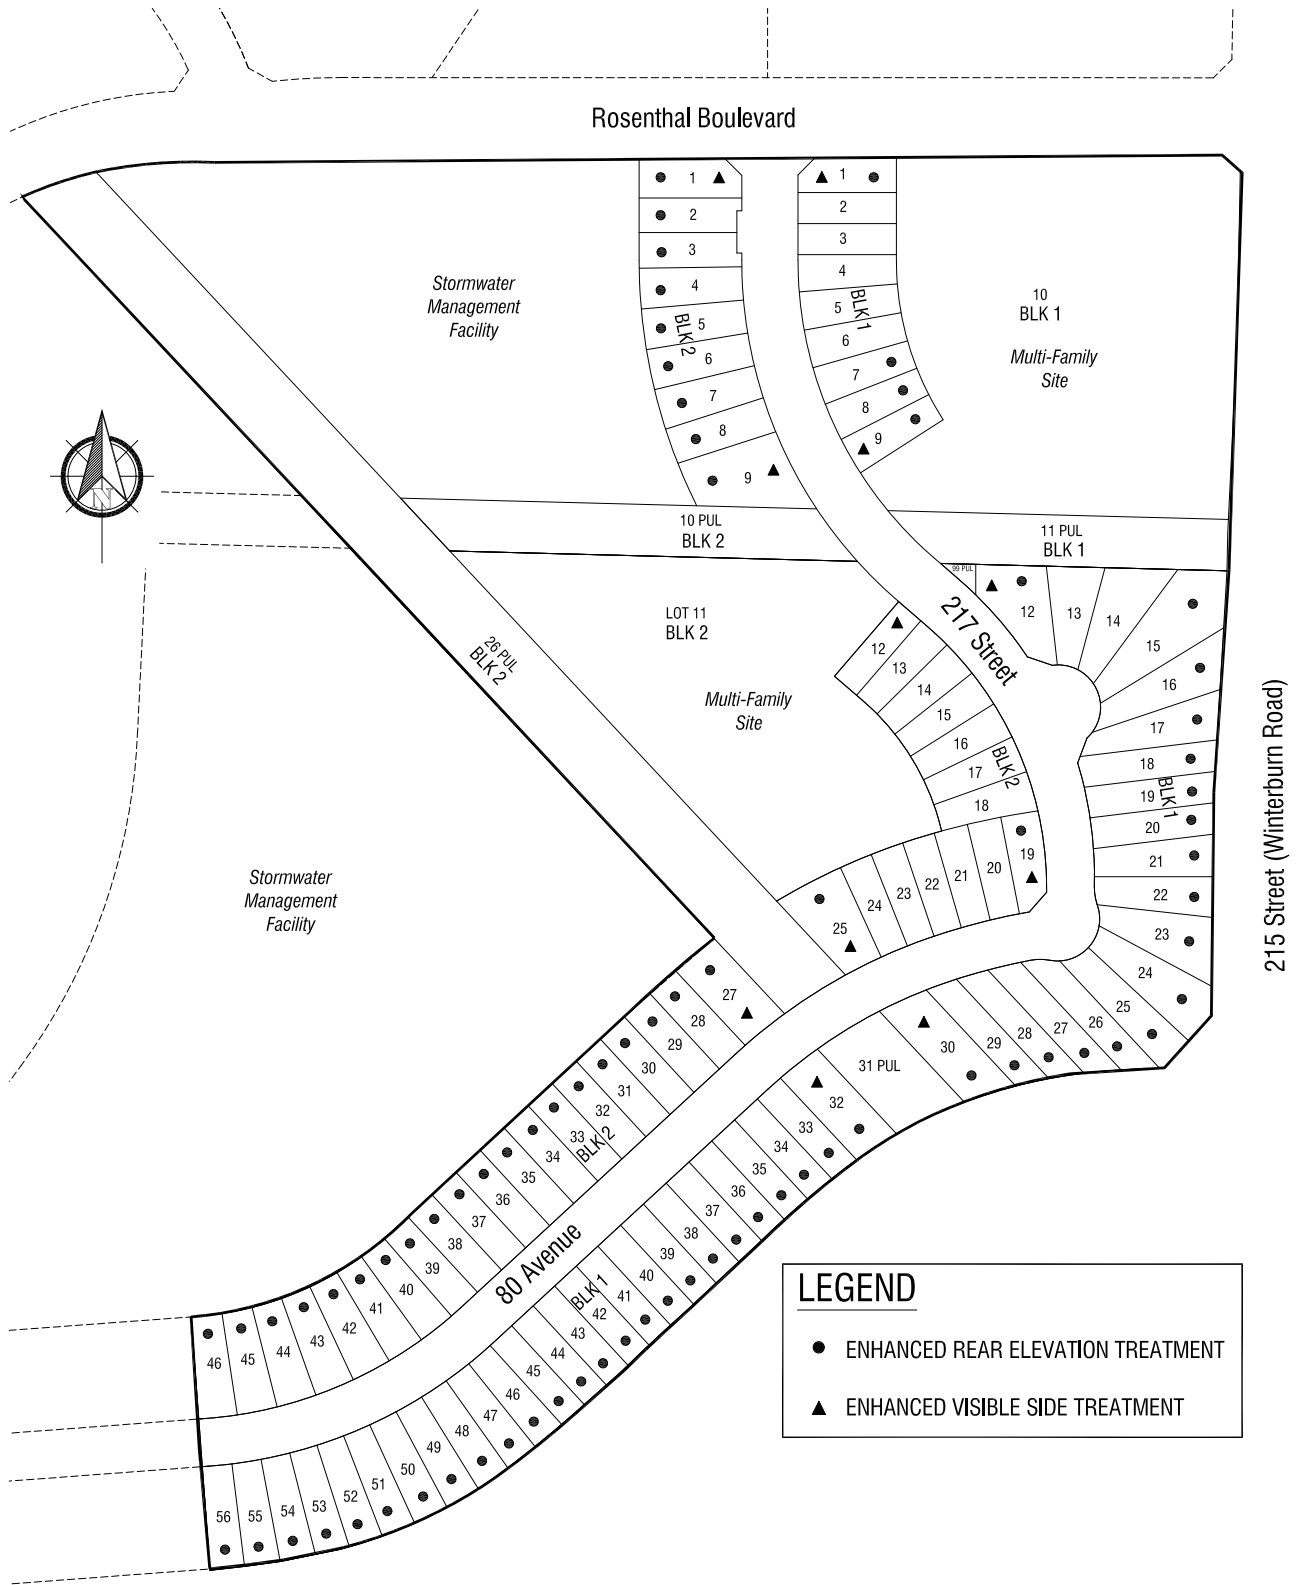 Rosenthal Boulevard
1
2
3
4
5
6
7
8
9
BLK 2
1
2
3
4
5
6
7
8
9
BLK 1
Stormwater
Management
Facility
10
BLK 1
Multi-Family
Site
N
10 PUL
BLK 2
11 PUL
BLK 1
99 PUL
217 Street
LOT 11
BLK 2
Multi-Family
Site
26 PUL
BLK 2
12
13
14
15
16
17
18
19
20
21
22
23
24
25
BLK 2
12
13
14
15
16
17
18
19
20
21
22
23
24
25
26
27
28
29
30
BLK 1
31 PUL
215 Street (Winterburn Road)
Stormwater
Management
Facility
27
28
29
30
31
32
33
34
35
36
37
38
39
40
41
42
43
44
45
46
BLK 2
80 Avenue
32
33
34
35
36
37
38
39
40
41
42
43
44
45
46
47
48
49
50
51
52
53
54
55
56
BLK 1
LEGEND
ENHANCED REAR ELEVATION TREATMENT
ENHANCED VISIBLE SIDE TREATMENT